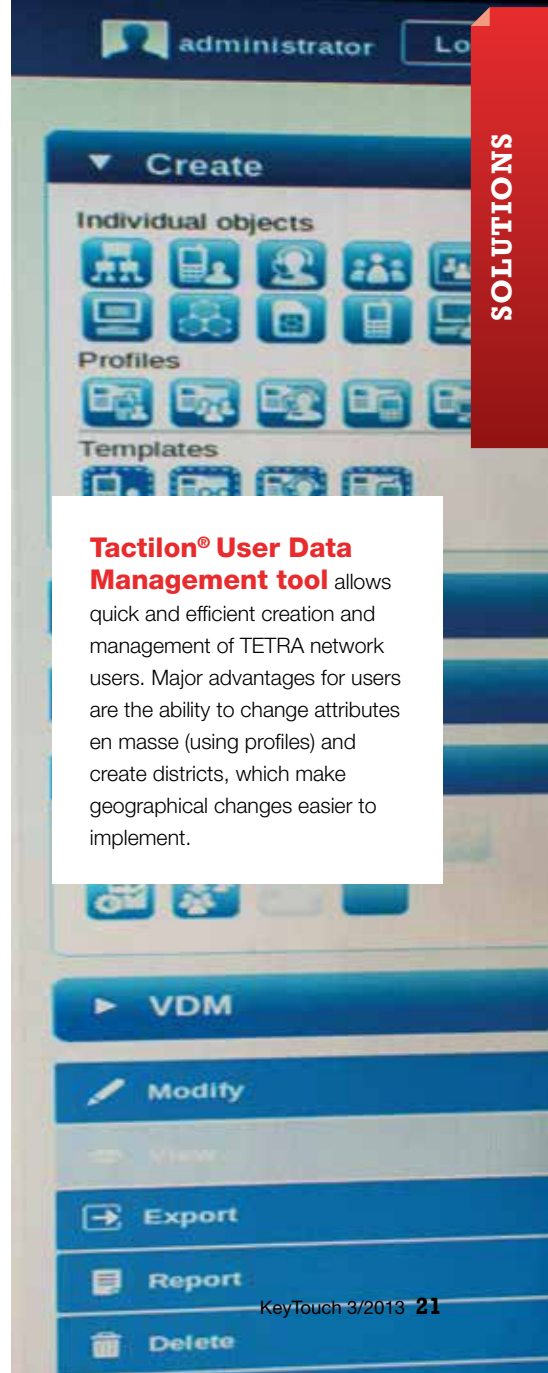 administrator
Lo
SOLUTIONS
Create
Individual objects
Profiles
Templates
Tactilon® User Data
Management tool allows
quick and efficient creation and
management of TETRA network
users. Major advantages for users
are the ability to change attributes
en masse (using profiles) and
create districts, which make
geographical changes easier to
implement.
VDM
Modify
View
Export
Report
KeyTouch 3/2013 21
Delete